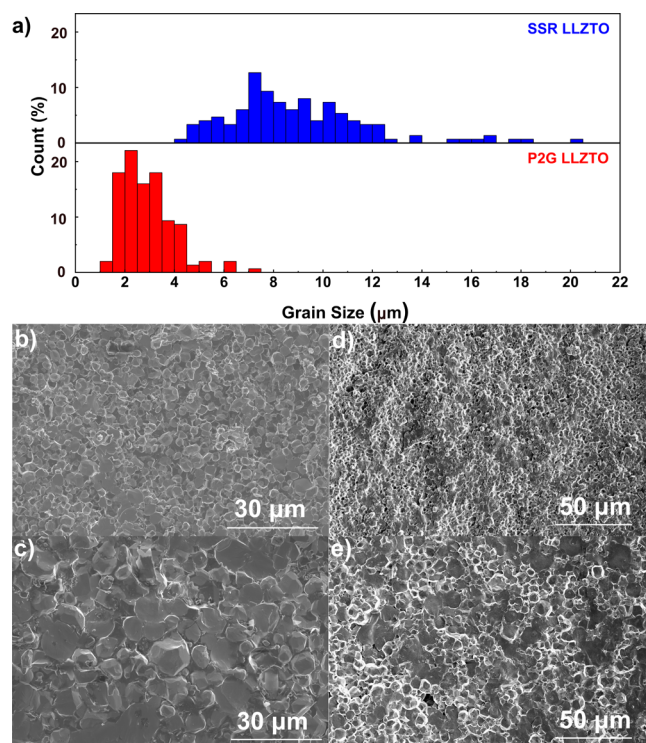 a)
SSR LLZTO
20
10
0
Count (%)
P2G LLZTO
20
10
0
0 2 4 6 8 10 12 14 16 18 20 22
Grain Size (μm)
b)
30 μm
d)
50 μm
c)
30 μm
e)
50 μm